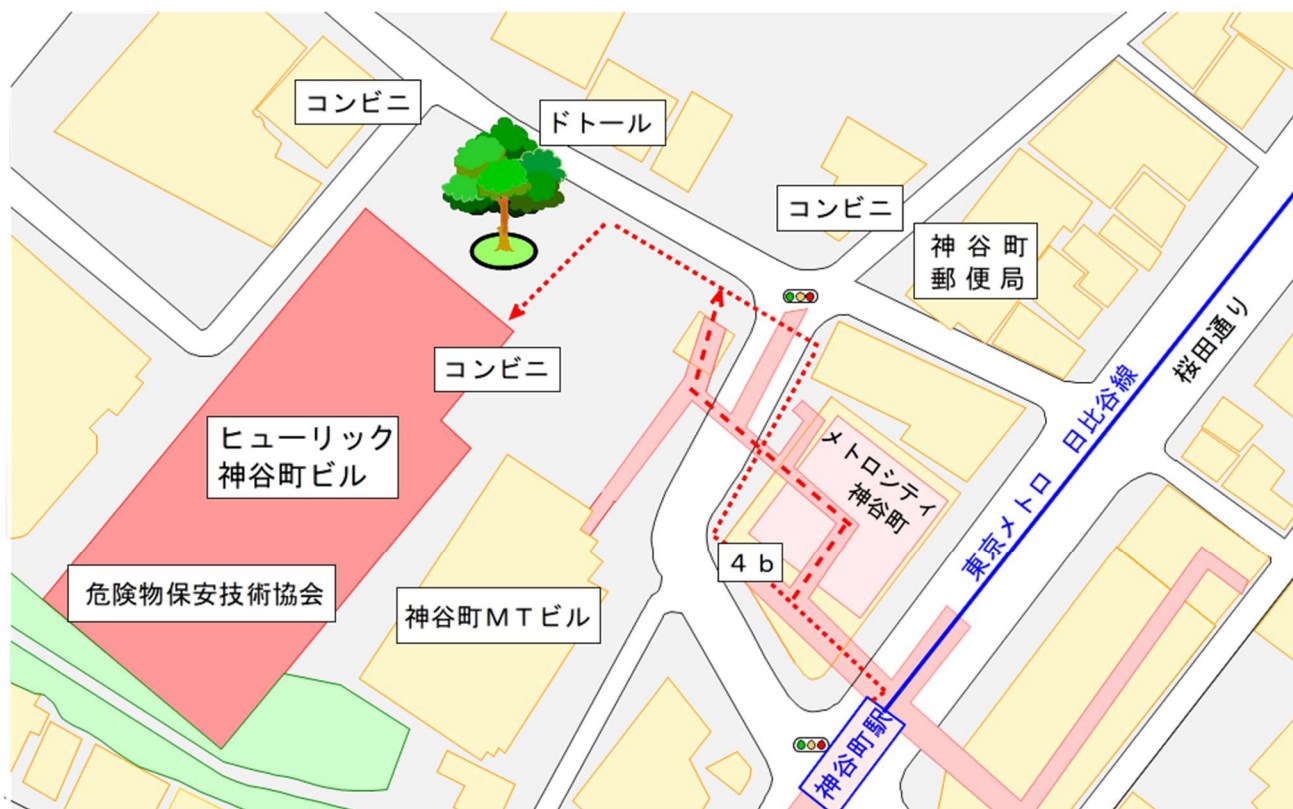 コンビニ
ドトール
コンビニ
神谷町
郵便局
桜田通り
コンビニ
東京メトロ 日比谷線
ヒューリック
神谷町ビル
メトロシティ
神谷町
４ｂ
危険物保安技術協会
神谷町ＭＴビル
神谷町駅